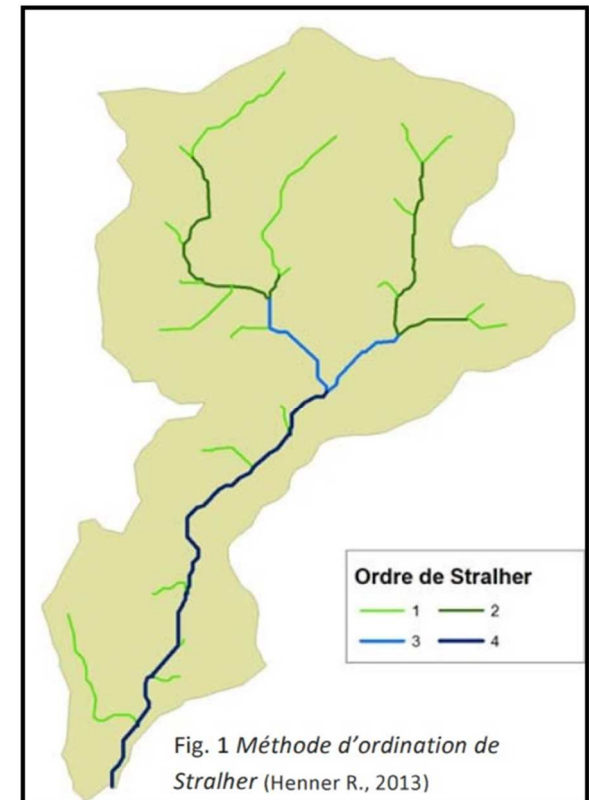 Ordre de Stralher
1 2
3 4
Fig. 1 Méthode d’ordination de
Stralher (Henner R., 2013)